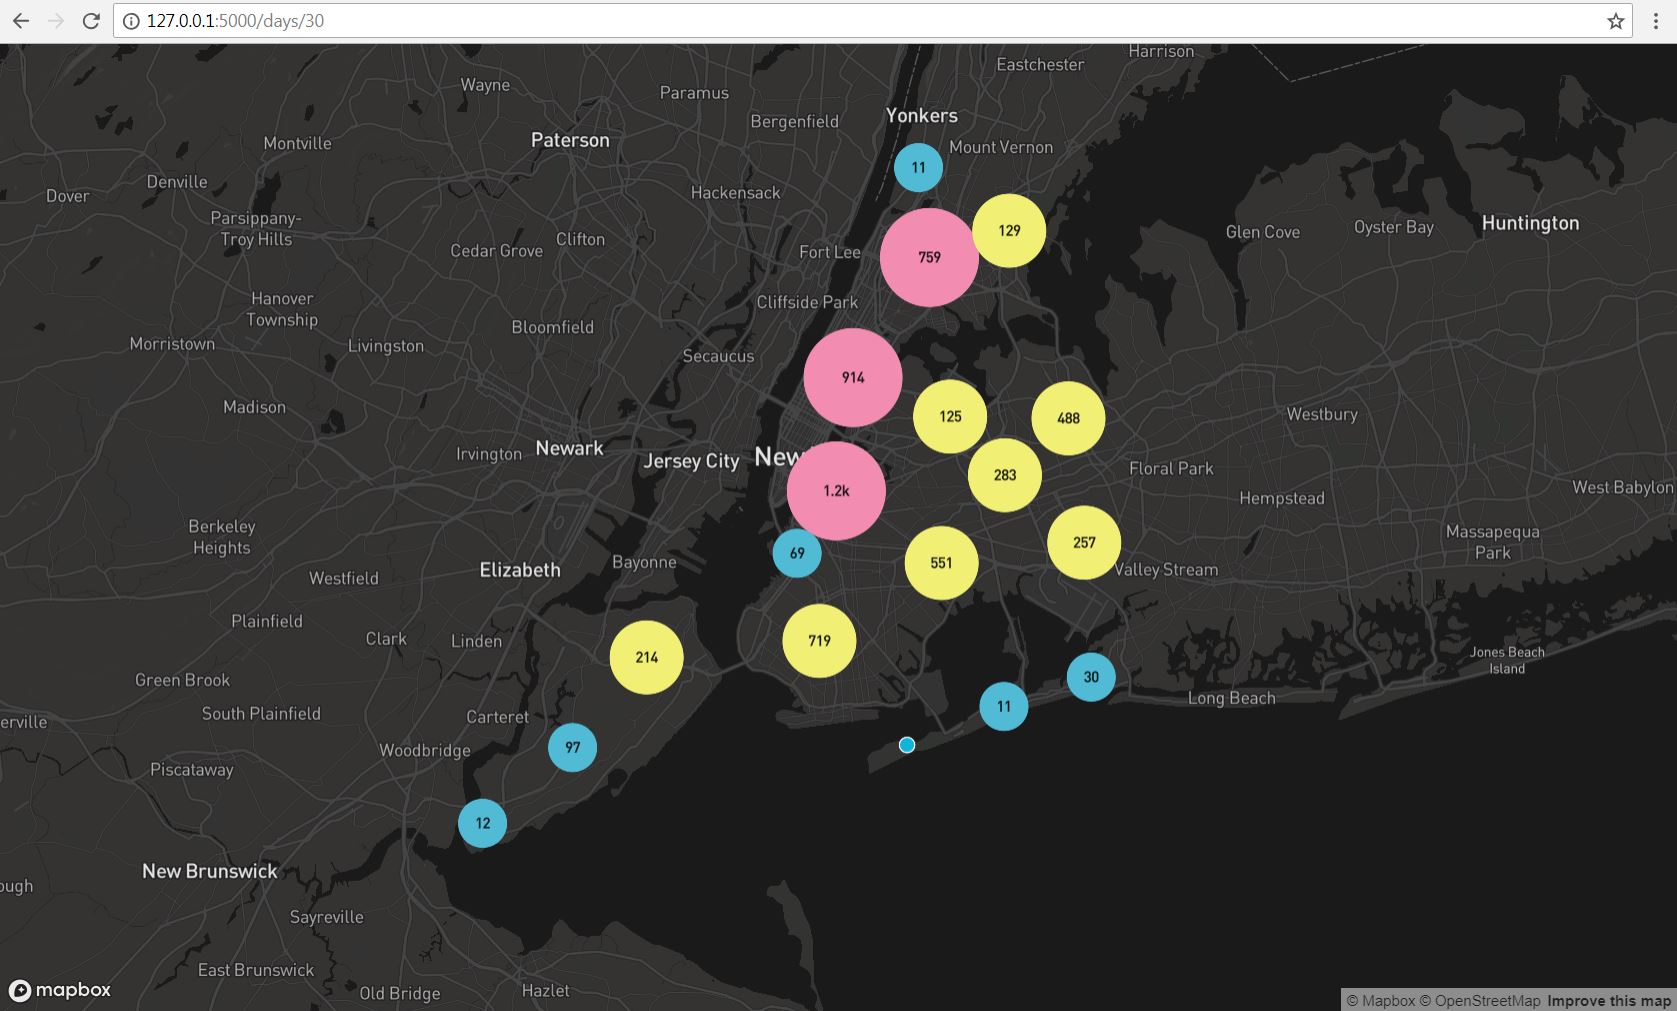 127.0.0.1:5000/days/30
Harrison
Eastchester
Wayne
Paramus
Yonkers
Bergenfield
Paterson
Montville
Mount Vernon
11
Denville
Dover
Hackensack
Parsippany-
Troy Hills
Huntington
Oyster Bay
Glen Cove
129
Clifton
Cedar Grove
Fort Lee
759
Hanover
Township
Cliffside Park
Bloomfield
Morristown
Livingston
Secaucus
914
Madison
125
488
Westbury
Irvington
Newark
Jersey City
New
Floral Park
283
1.2k
West Babylon
Hempstead
Berkeley
Heights
Massapequa
Park
257
69
Bayonne
551
Elizabeth
Valley Stream
Westfield
Plainfield
Clark
Linden
719
214
Jones Beach
Island
Green Brook
30
Long Beach
11
South Plainfield
Carteret
erville
97
Woodbridge
Piscataway
12
New Brunswick
ough
Sayreville
East Brunswick
Old Bridge
Hazlet
mapbox
© Mapbox © OpenStreetMap Improve this map